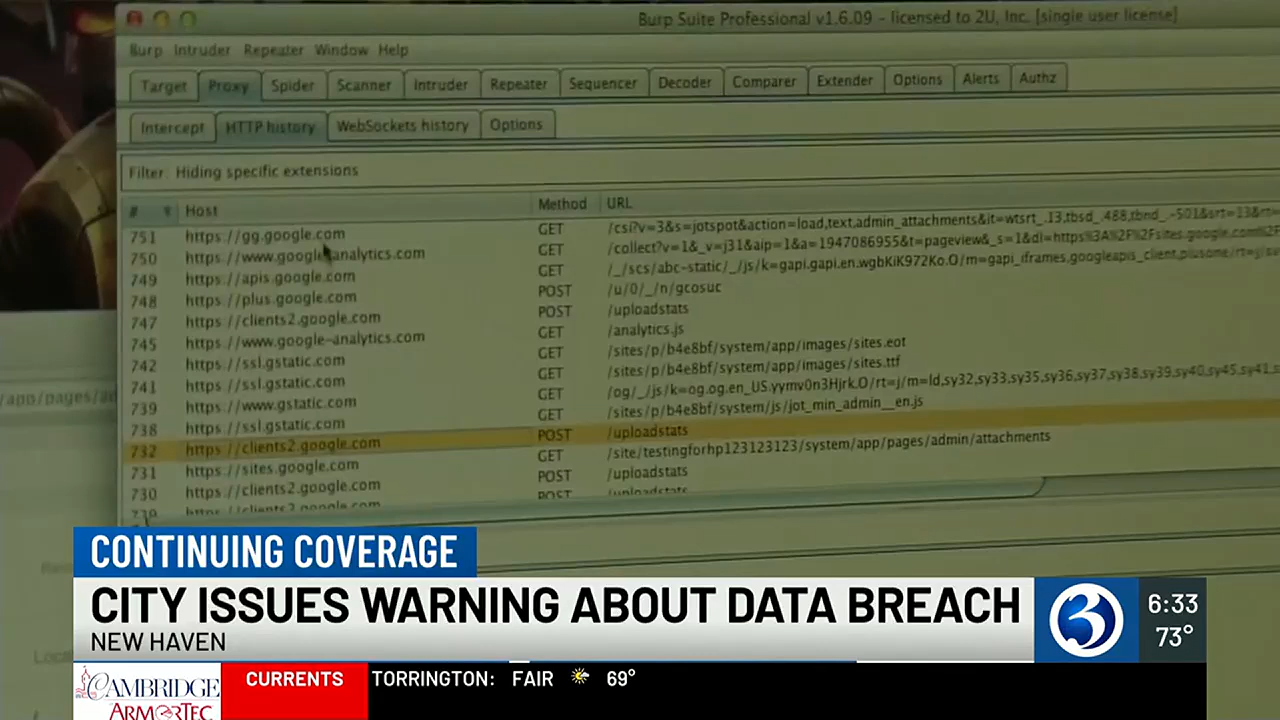 Burp Suite Professional v1.6.09 - licensed to 2U, Inc. [single user license]
Burp Intruder Repeater Window Help
Target Proxy Spider Scanner Intruder Repeater Sequencer Decoder Comparer Extender Options Alerts Authz
Intercept HTTP history WebSockets history Options
Filter: Hiding specific extensions
# Host Method URL
751 https://gg.google.com GET /csi?v=3&s=jotspot&action=load,text,admin_attachments&it=wtsrt_.13,tbsd_.488,tbnd_.-501&srt=13&
750 https://www.google-analytics.com GET /collect?v=1&_v=j31&aip=1&a=1947086955&t=pageview&_s=1&dl=https%3A%2F%2Fsites.google.com%2F
749 https://apis.google.com GET /_/scs/abc-static/_/js/k=gapi.gapi.en.wgbKiK972Ko.O/m=gapi_iframes,googleapis_client,plusone/rt=j/
748 https://plus.google.com POST /u/0/_/n/gcosuc
747 https://clients2.google.com POST /uploadstats
745 https://www.google-analytics.com GET /analytics.js
742 https://ssl.gstatic.com GET /sites/p/b4e8bf/system/app/images/sites.eot
741 https://ssl.gstatic.com GET /sites/p/b4e8bf/system/app/images/sites.ttf
739 https://www.gstatic.com GET /og/_/js/k=og.og.en_US.yymv0n3Hjrk.O/rt=j/m=ld,sy32,sy33,sy35,sy36,sy37,sy38,sy39,sy40,sy45,sy41,
738 https://ssl.gstatic.com GET /sites/p/b4e8bf/system/js/jot_min_admin__en.js
732 https://clients2.google.com POST /uploadstats
731 https://sites.google.com GET /site/testingforhp123123123/system/app/pages/admin/attachments
730 https://clients2.google.com POST /uploadstats
https://clients2.google.com POST /uploadstats
/app/pages/ad
CONTINUING COVERAGE
CITY ISSUES WARNING ABOUT DATA BREACH
NEW HAVEN
3
6:33
73°
CAMBRIDGE
ARMORTEC
CURRENTS
TORRINGTON: FAIR 69°